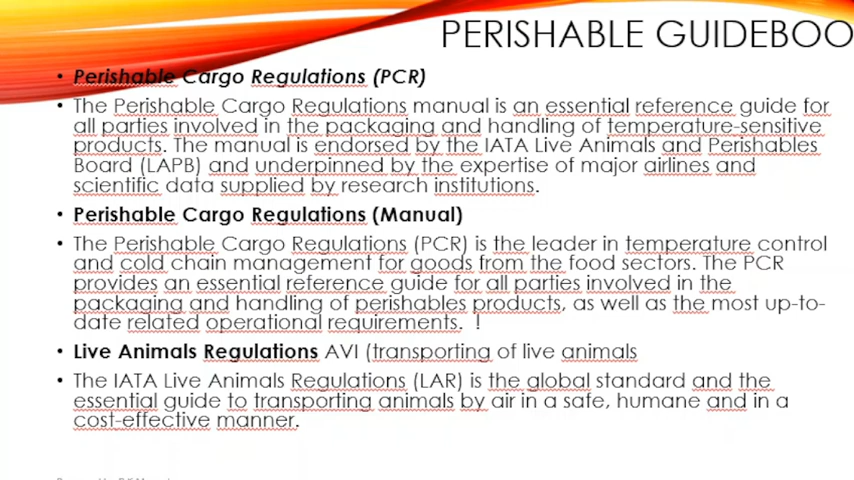 PERISHABLE GUIDEBOO
• Perishable Cargo Regulations (PCR)
• The Perishable Cargo Regulations manual is an essential reference guide for
all parties involved in the packaging and handling of temperature-sensitive
products. The manual is endorsed by the IATA Live Animals and Perishables
Board (LAPB) and underpinned by the expertise of major airlines and
scientific data supplied by research institutions.
• Perishable Cargo Regulations (Manual)
• The Perishable Cargo Regulations (PCR) is the leader in temperature control
and cold chain management for goods from the food sectors. The PCR
provides an essential reference guide for all parties involved in the
packaging and handling of perishables products, as well as the most up-to-
date related operational requirements. !
• Live Animals Regulations AVI (transporting of live animals
• The IATA Live Animals Regulations (LAR) is the global standard and the
essential guide to transporting animals by air in a safe, humane and in a
cost-effective manner.